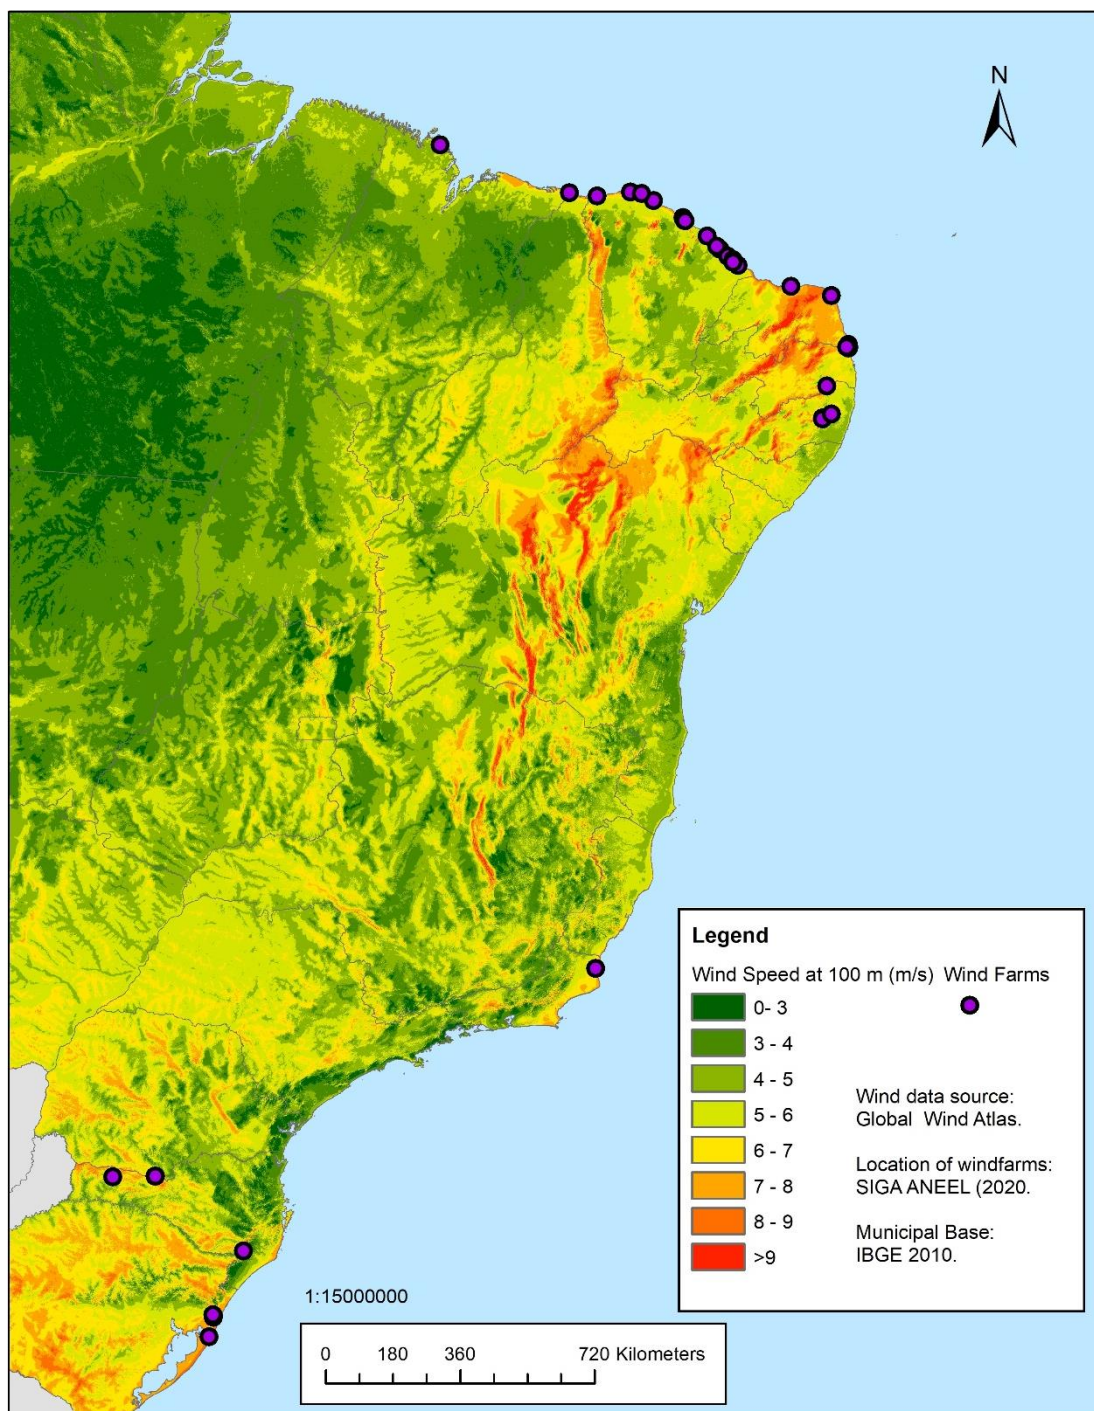 N
Legend
Wind Speed at 100 m (m/s) Wind Farms
0- 3
3 - 4
4 - 5
5 - 6
6 - 7
7 - 8
8 - 9
>9
Wind data source:
Global Wind Atlas.
Location of windfarms:
SIGA ANEEL (2020.
Municipal Base:
IBGE 2010.
1:15000000
0 180 360 720 Kilometers